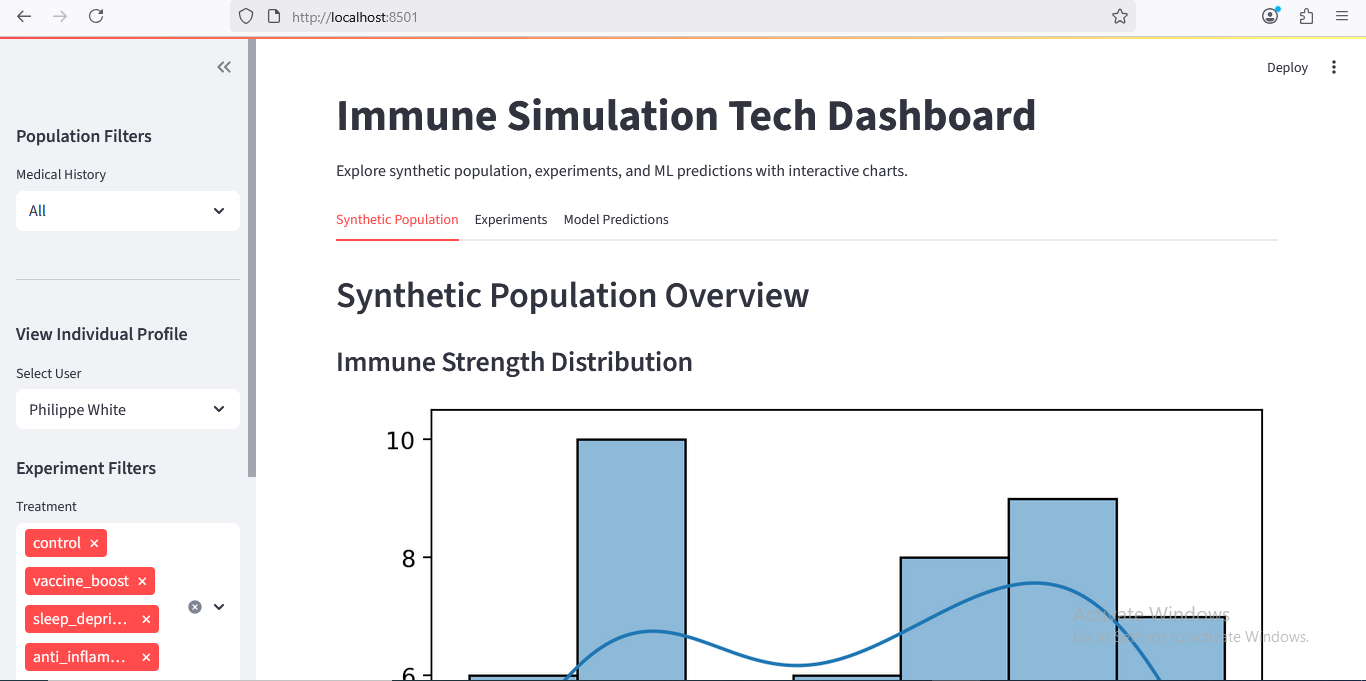 http://localhost:8501
Deploy
Population Filters
Medical History
All
View Individual Profile
Select User
Philippe White
Experiment Filters
Treatment
control
vaccine_boost
sleep_depri...
anti_inflam...
Immune Simulation Tech Dashboard
Explore synthetic population, experiments, and ML predictions with interactive charts.
Synthetic Population Experiments Model Predictions
Synthetic Population Overview
Immune Strength Distribution
10
8
6
Activate Windows
Go to Settings to activate Windows.